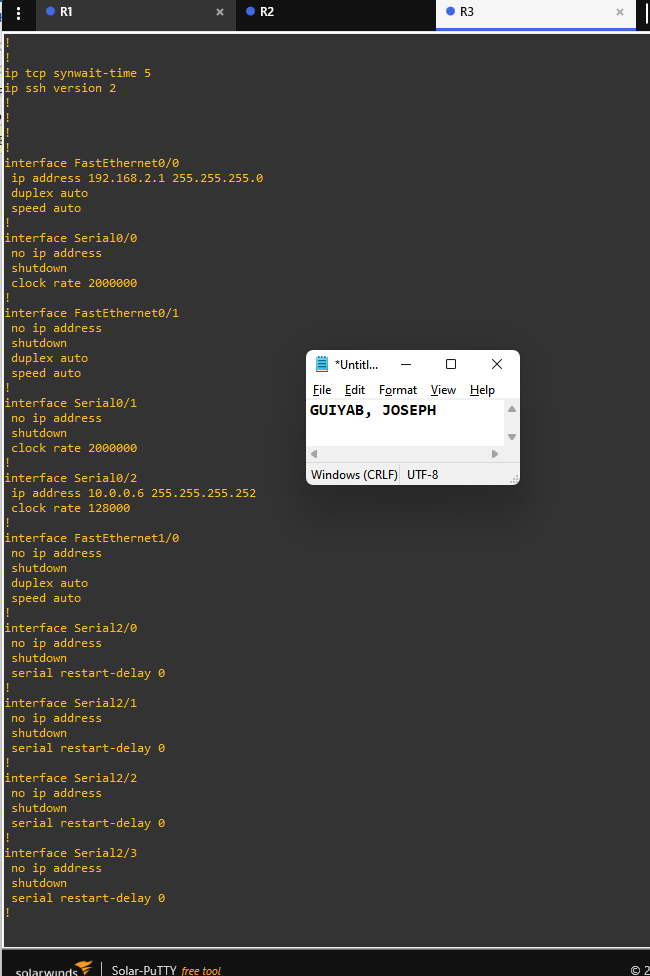 R1 ×
R2
R3 ×
!
!
ip tcp synwait-time 5
ip ssh version 2
!
!
!
!
interface FastEthernet0/0
 ip address 192.168.2.1 255.255.255.0
 duplex auto
 speed auto
!
interface Serial0/0
 no ip address
 shutdown
 clock rate 2000000
!
interface FastEthernet0/1
 no ip address
 shutdown
 duplex auto
 speed auto
!
interface Serial0/1
 no ip address
 shutdown
 clock rate 2000000
!
interface Serial0/2
 ip address 10.0.0.6 255.255.255.252
 clock rate 128000
!
interface FastEthernet1/0
 no ip address
 shutdown
 duplex auto
 speed auto
!
interface Serial2/0
 no ip address
 shutdown
 serial restart-delay 0
!
interface Serial2/1
 no ip address
 shutdown
 serial restart-delay 0
!
interface Serial2/2
 no ip address
 shutdown
 serial restart-delay 0
!
interface Serial2/3
 no ip address
 shutdown
 serial restart-delay 0
!
*Untitl...
File Edit Format View Help
GUIYAB, JOSEPH
Windows (CRLF) UTF-8
solarwinds Solar-PuTTY free tool
© 2